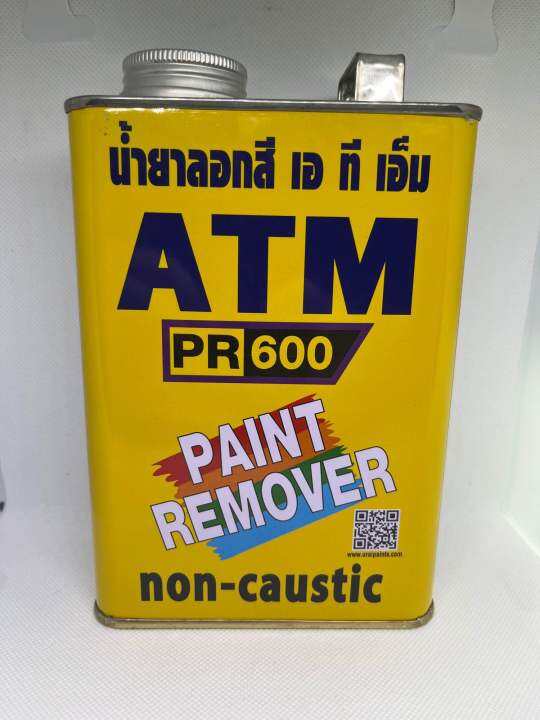 น้ำยาลอกสี เอ ที เอ็ม
ATM
PR 600
PAINT
REMOVER
www.uraipaints.com
non-caustic